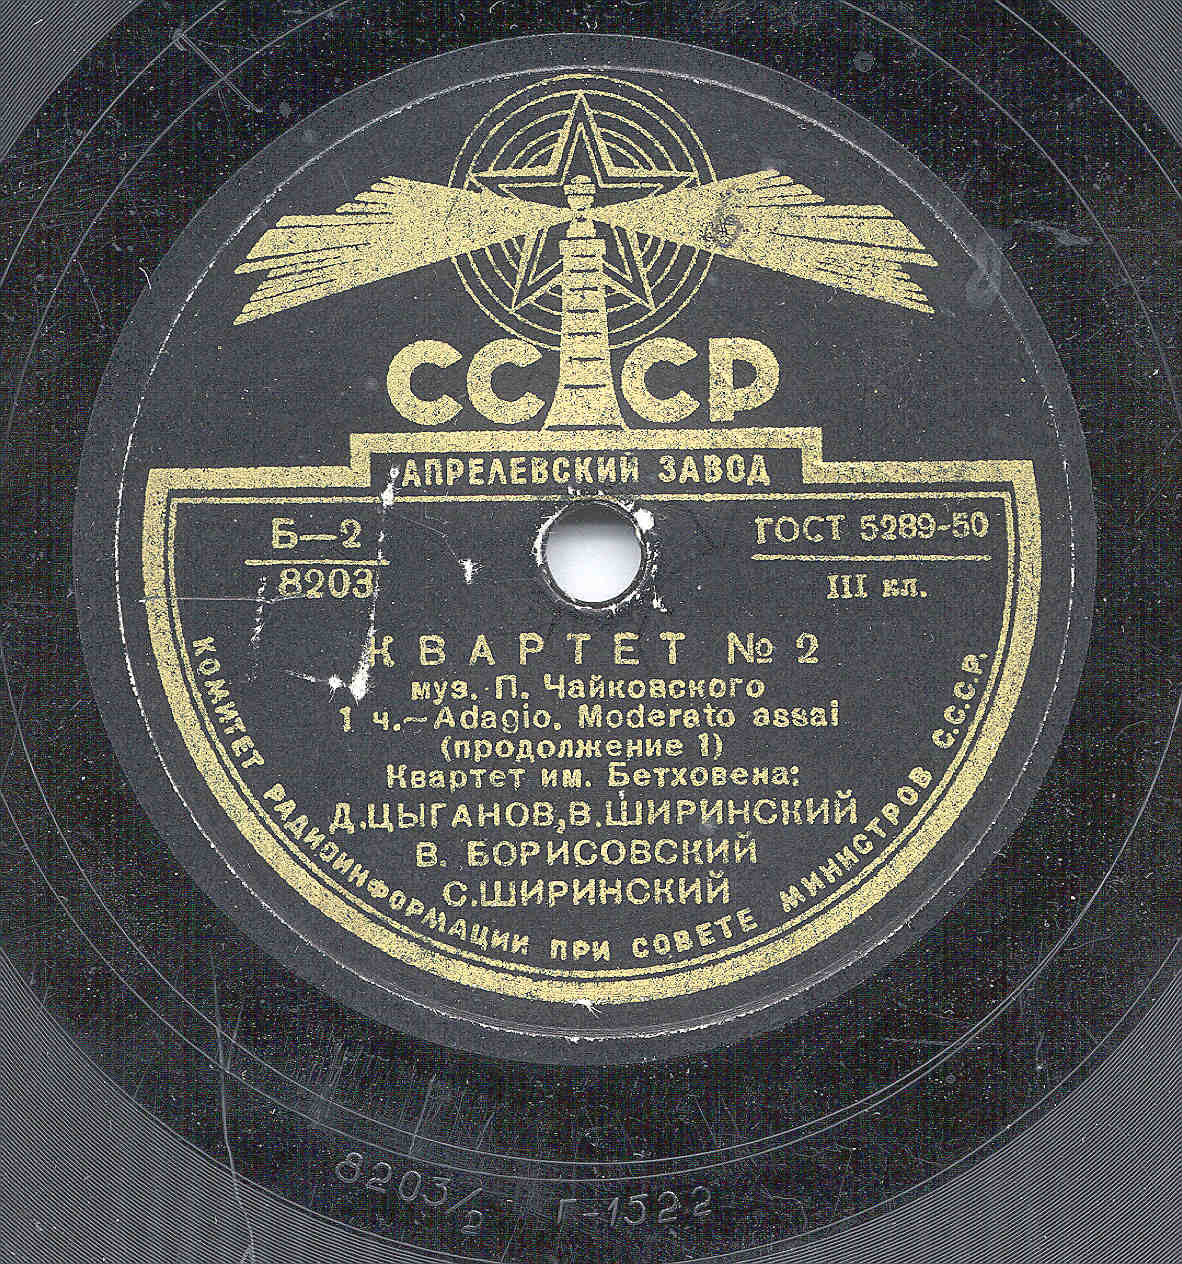 СССР
АПРЕЛЕВСКИЙ ЗАВОД
Б—2
8203
ГОСТ 5289-50
III кл.
КВАРТЕТ № 2
муз. П. Чайковского
1 ч.—Adagio. Moderato assai
(продолжение 1)
Квартет им. Бетховена:
Д.ЦЫГАНОВ, В.ШИРИНСКИЙ
В. БОРИСОВСКИЙ
С.ШИРИНСКИЙ
КОМИТЕТ РАДИОИНФОРМАЦИИ ПРИ СОВЕТЕ МИНИСТРОВ С.С.С.Р.
8203/2 Г-1522